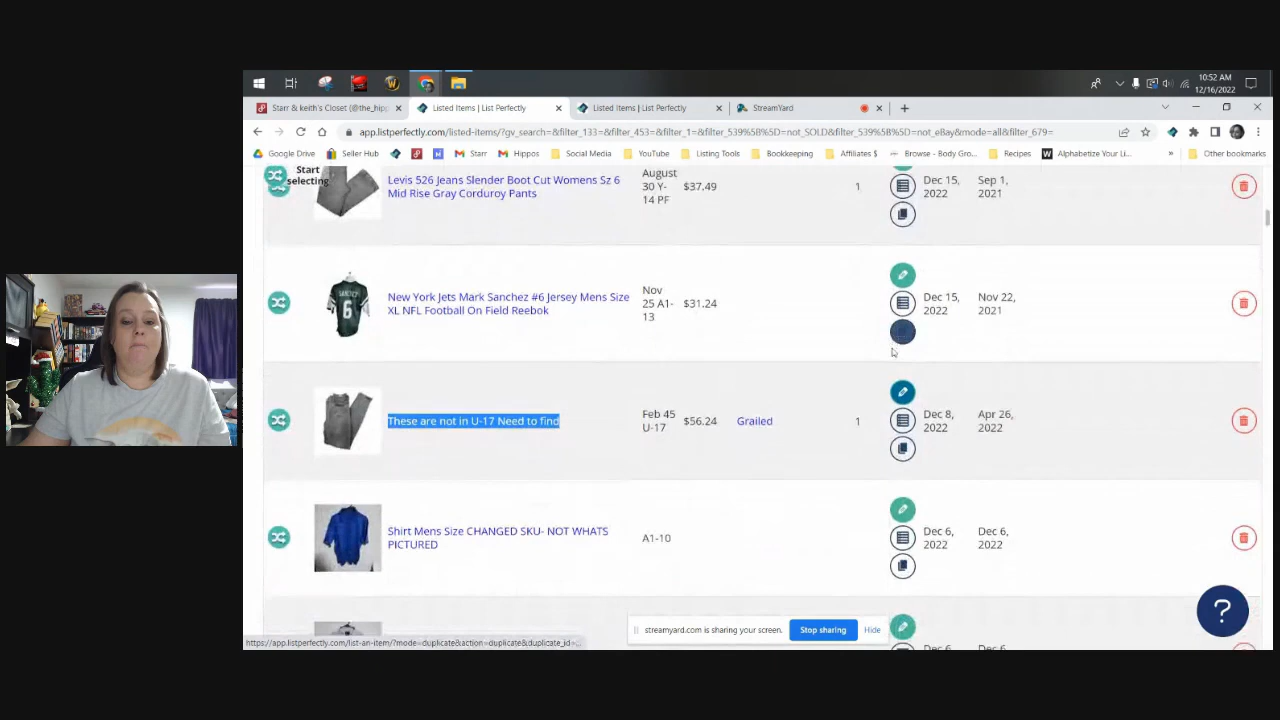 10:52 AM
12/16/2022
Starr & keith's Closet (@the_hipp
Listed Items | List Perfectly
Listed Items | List Perfectly
StreamYard
app.listperfectly.com/listed-items/?gv_search=&filter_133=&filter_453=&filter_1=&filter_539%5B%5D=not_SOLD&filter_539%5B%5D=not_eBay&mode=all&filter_679=
Google Drive
Seller Hub
Starr
Hippos
Social Media
YouTube
Listing Tools
Bookkeeping
Affiliates $
Browse - Body Gro...
Recipes
Alphabetize Your Li...
»
Other bookmarks
Start
selecting
Levis 526 Jeans Slender Boot Cut Womens Sz 6
Mid Rise Gray Corduroy Pants
August
30 Y-
14 PF
$37.49
1
Dec 15,
2022
Sep 1,
2021
New York Jets Mark Sanchez #6 Jersey Mens Size
XL NFL Football On Field Reebok
Nov
25 A1-
13
$31.24
Dec 15,
2022
Nov 22,
2021
These are not in U-17 Need to find
Feb 45
U-17
$56.24
Grailed
1
Dec 8,
2022
Apr 26,
2022
Shirt Mens Size CHANGED SKU- NOT WHATS
PICTURED
A1-10
Dec 6,
2022
Dec 6,
2022
?
streamyard.com is sharing your screen.
Stop sharing
Hide
https://app.listperfectly.com/list-an-item/?mode=duplicate&action=duplicate&duplicate_id=...